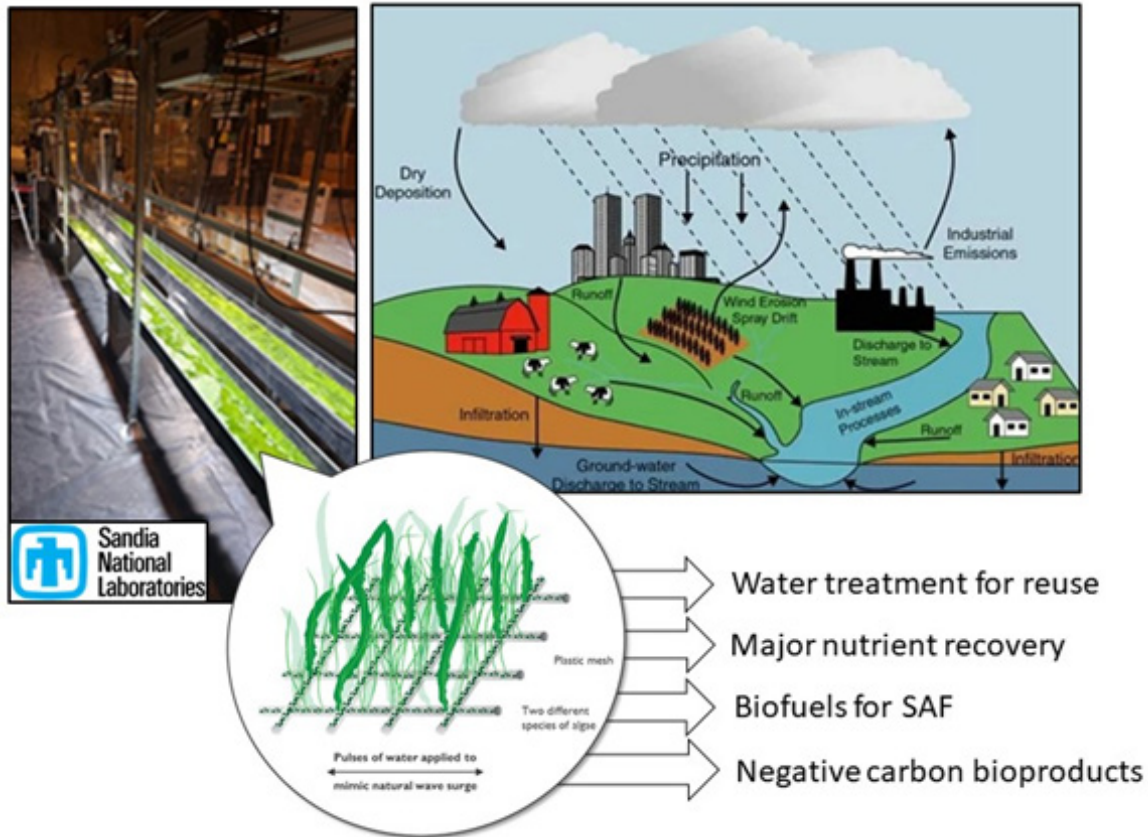 Dry
Deposition
Precipitation
Industrial
Emissions
Runoff
Wind Erosion
Spray Drift
Discharge to
Stream
Runoff
In-stream
Processes
Infiltration
Runoff
Ground-water
Discharge to Stream
Infiltration
Sandia
National
Laboratories
Plastic mesh
Two different
species of algae
Pulses of water applied to
mimic natural wave surge
Water treatment for reuse
Major nutrient recovery
Biofuels for SAF
Negative carbon bioproducts